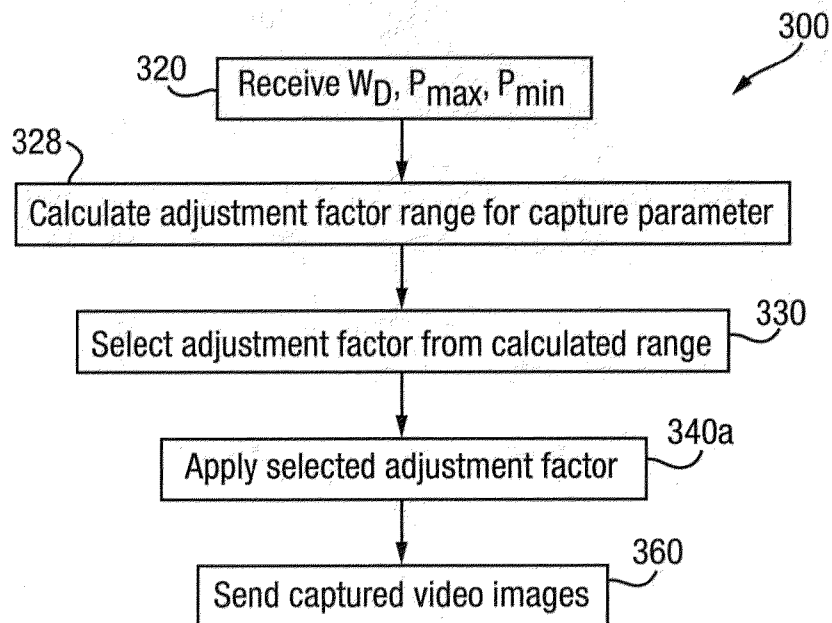 300
320
Receive W_D, P_max, P_min
328
Calculate adjustment factor range for capture parameter
330
Select adjustment factor from calculated range
340a
Apply selected adjustment factor
360
Send captured video images